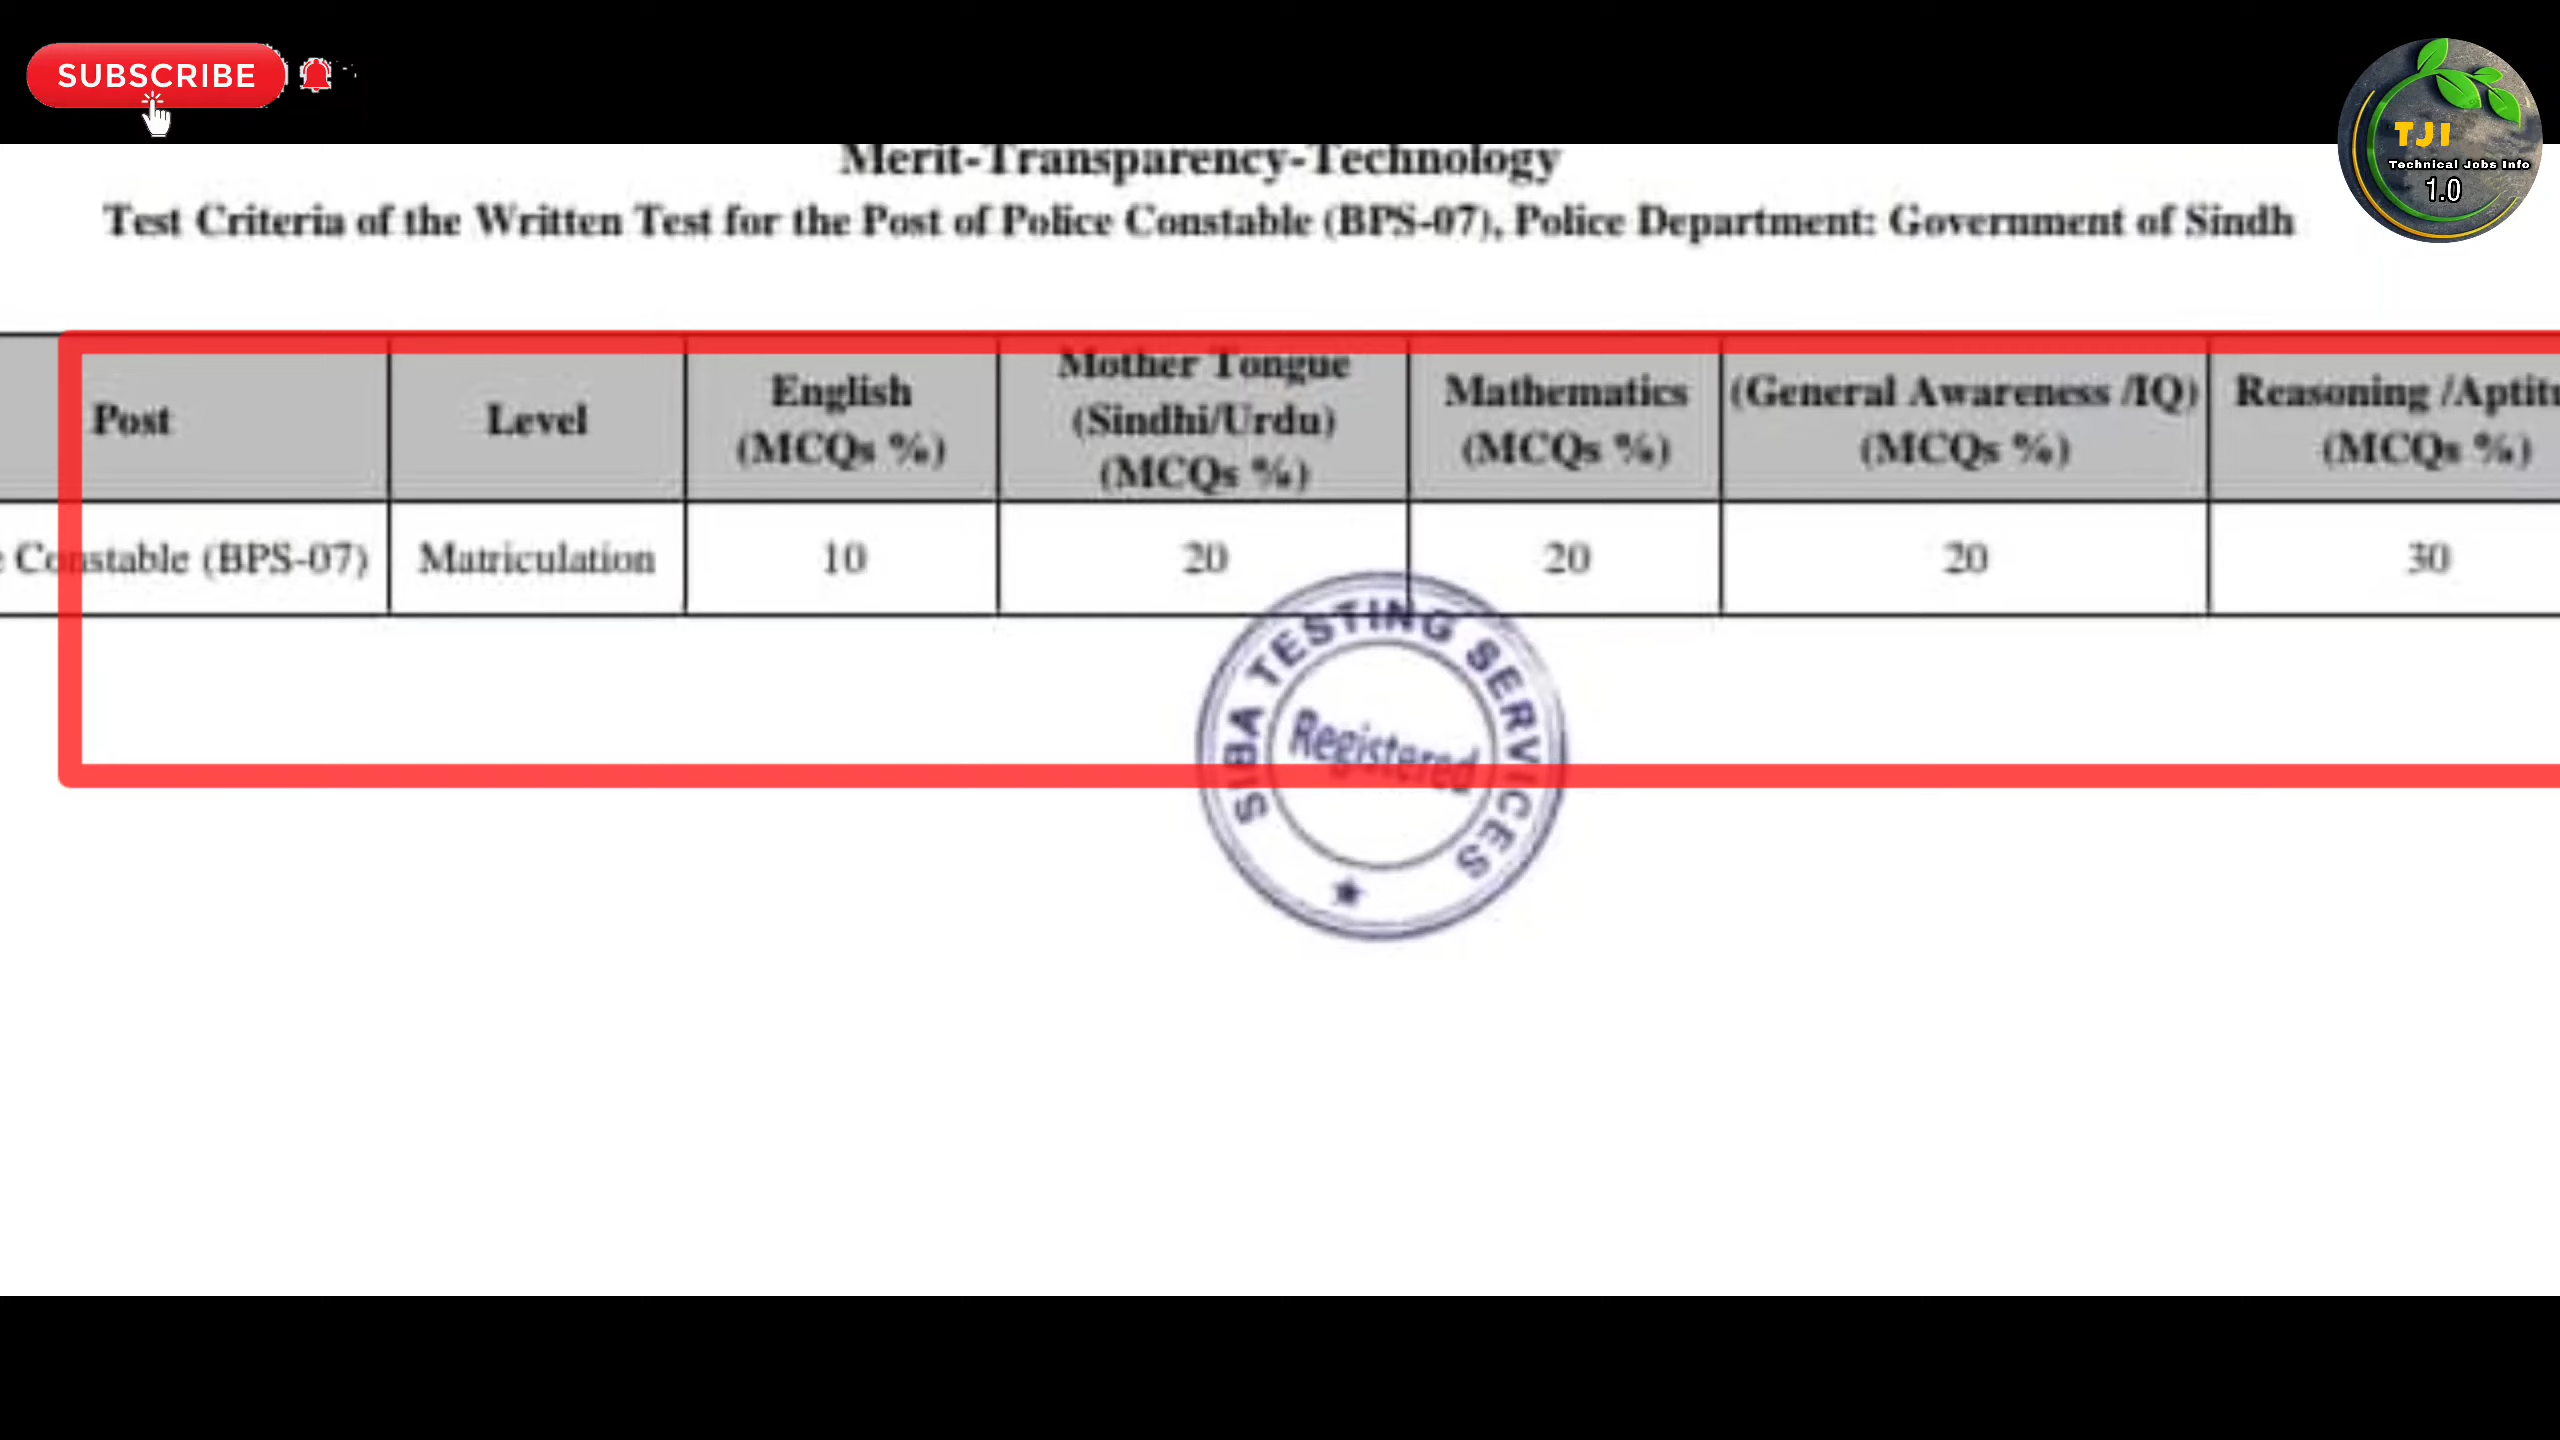 SUBSCRIBE
TJI
Technical Jobs Info
1.0
Merit-Transparency-Technology
Test Criteria of the Written Test for the Post of Police Constable (BPS-07), Police Department: Government of Sindh
Post Level English (MCQs %) Mother Tongue (Sindhi/Urdu) (MCQs %) Mathematics (MCQs %) (General Awareness /IQ) (MCQs %) Reasoning /Aptitu (MCQs %)
e Constable (BPS-07) Matriculation 10 20 20 20 30
SIBA TESTING SERVICES
Registered